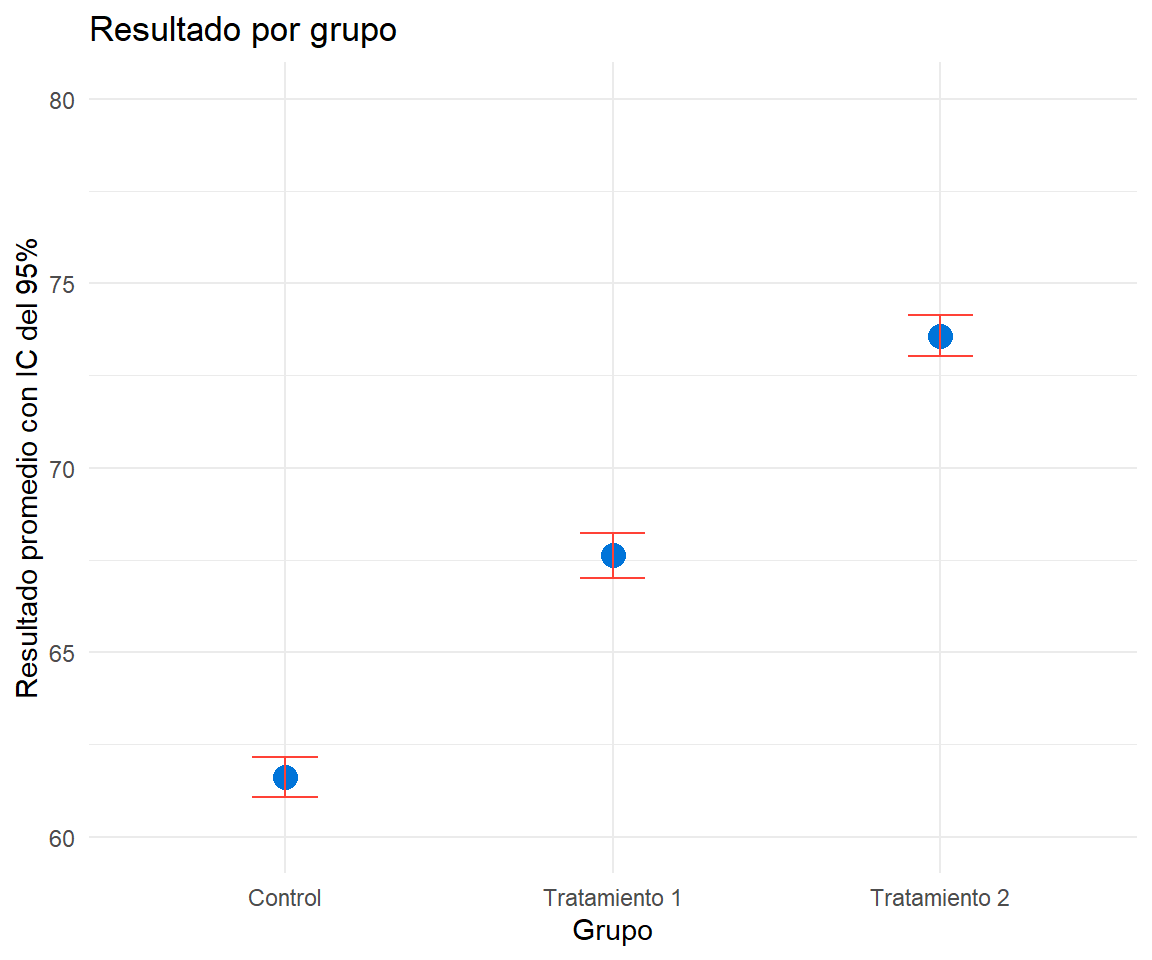 Resultado por grupo
Resultado promedio con IC del 95%
80
75
70
65
60
Control
Tratamiento 1
Tratamiento 2
Grupo